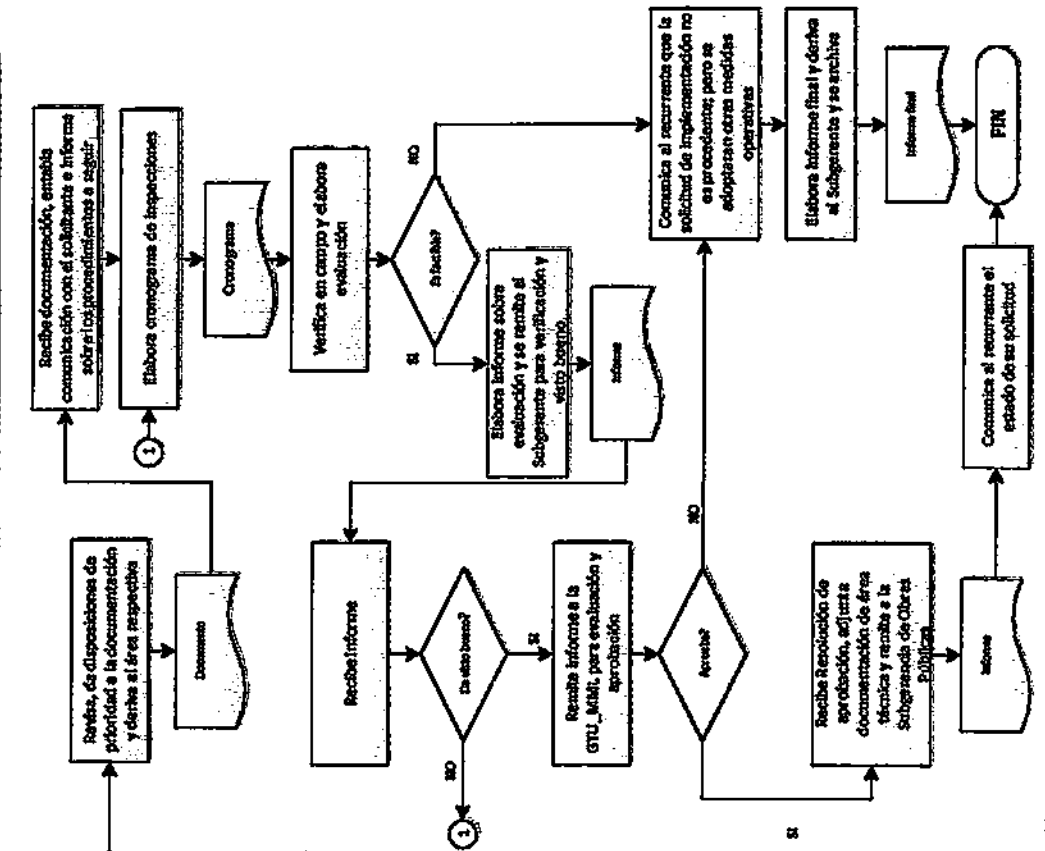 Revisa, da disposiciones de
prioridad a la documentación
y deriva al área respectiva
Documento
Recibe documentación, entabla
comunicación con el solicitante e informa
sobre los procedimientos a seguir
1
Elabora cronograma de inspecciones
Cronograma
Verifica en campo y elabora
evaluación
Es factible?
SI
NO
Elabora Informe sobre
evaluación y se remite al
Subgerente para verificación y
visto bueno
Informe
Recibe informe
Da visto bueno?
NO
1
SI
Remite Informe a la
GTU_MML para evaluación y
aprobación
Aprueba?
NO
SI
Comunica al recurrente que la
solicitud de implementación no
es procedente; pero se
adoptaran otras medidas
operativas
Elabora Informe final y deriva
al Subgerente y se archiva
Informe final
Recibe Resolución de
aprobación, adjunta
documentación de área
técnica y remite a la
Subgerencia de Obras
Públicas
Informe
Comunica al recurrente el
estado de su solicitud
FIN